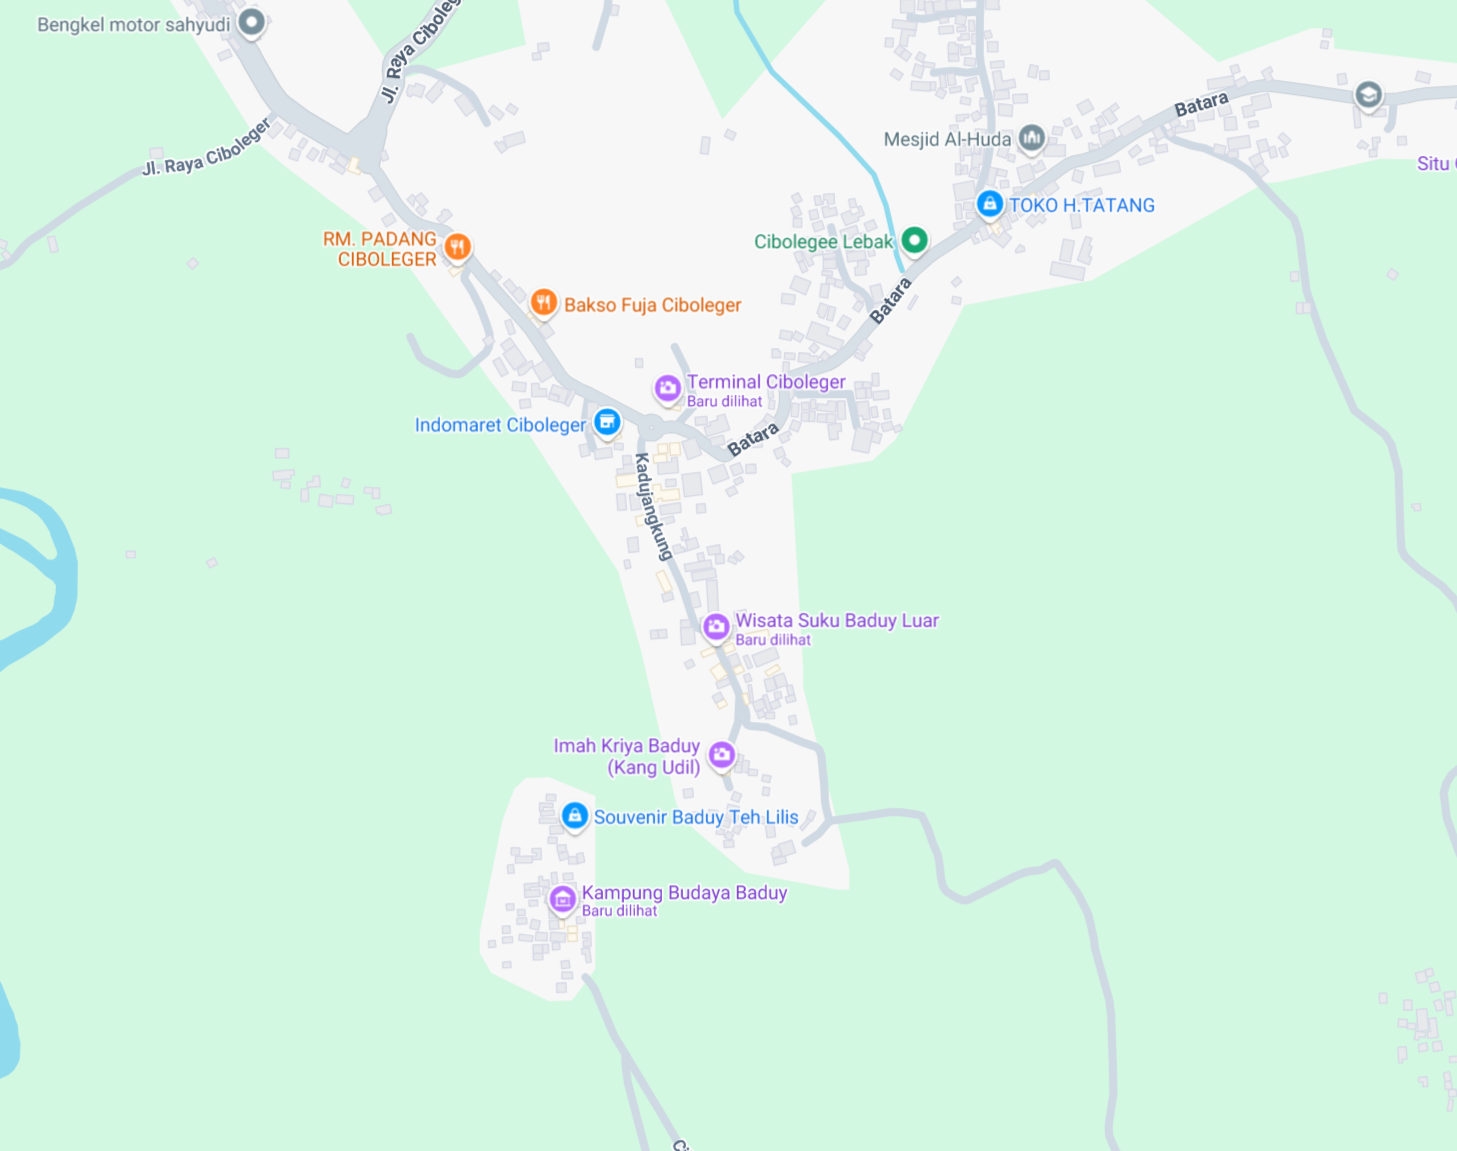 Bengkel motor sahyudi
Jl. Raya Ciboleg
Jl. Raya Ciboleger
Batara
Mesjid Al-Huda
Situ
TOKO H.TATANG
RM. PADANG
CIBOLEGER
Cibolegee Lebak
Batara
Bakso Fuja Ciboleger
Terminal Ciboleger
Baru dilihat
Indomaret Ciboleger
Batara
Kadujangkung
Wisata Suku Baduy Luar
Baru dilihat
Imah Kriya Baduy
(Kang Udil)
Souvenir Baduy Teh Lilis
Kampung Budaya Baduy
Baru dilihat